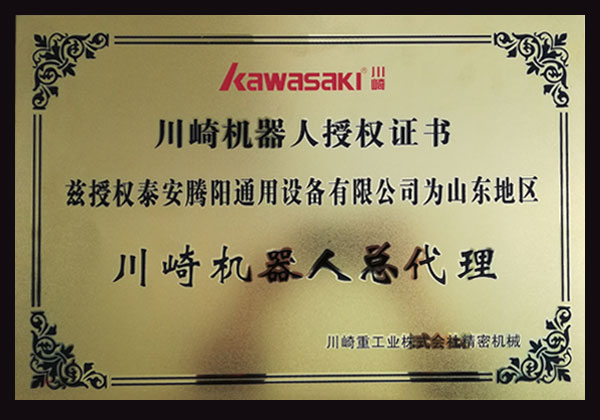 Kawasaki® 川崎
川崎机器人授权证书
兹授权泰安腾阳通用设备有限公司为山东地区
川崎机器人总代理
川崎重工业株式会社精密机械